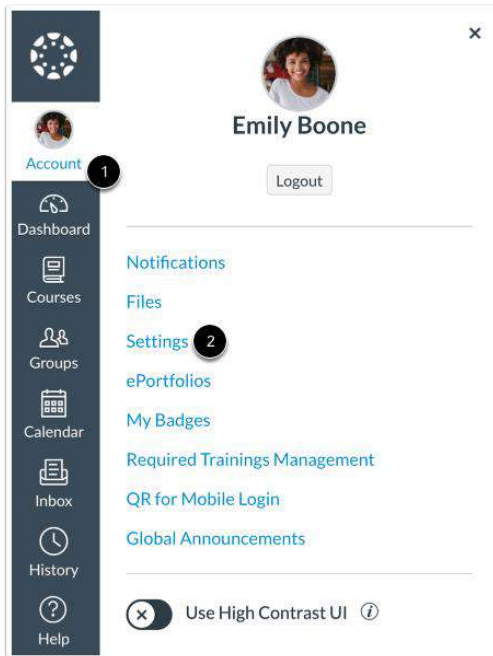 Emily Boone
Logout
Account
1
Dashboard
Courses
Groups
Calendar
Inbox
History
Help
Notifications
Files
Settings 2
ePortfolios
My Badges
Required Trainings Management
QR for Mobile Login
Global Announcements
Use High Contrast UI